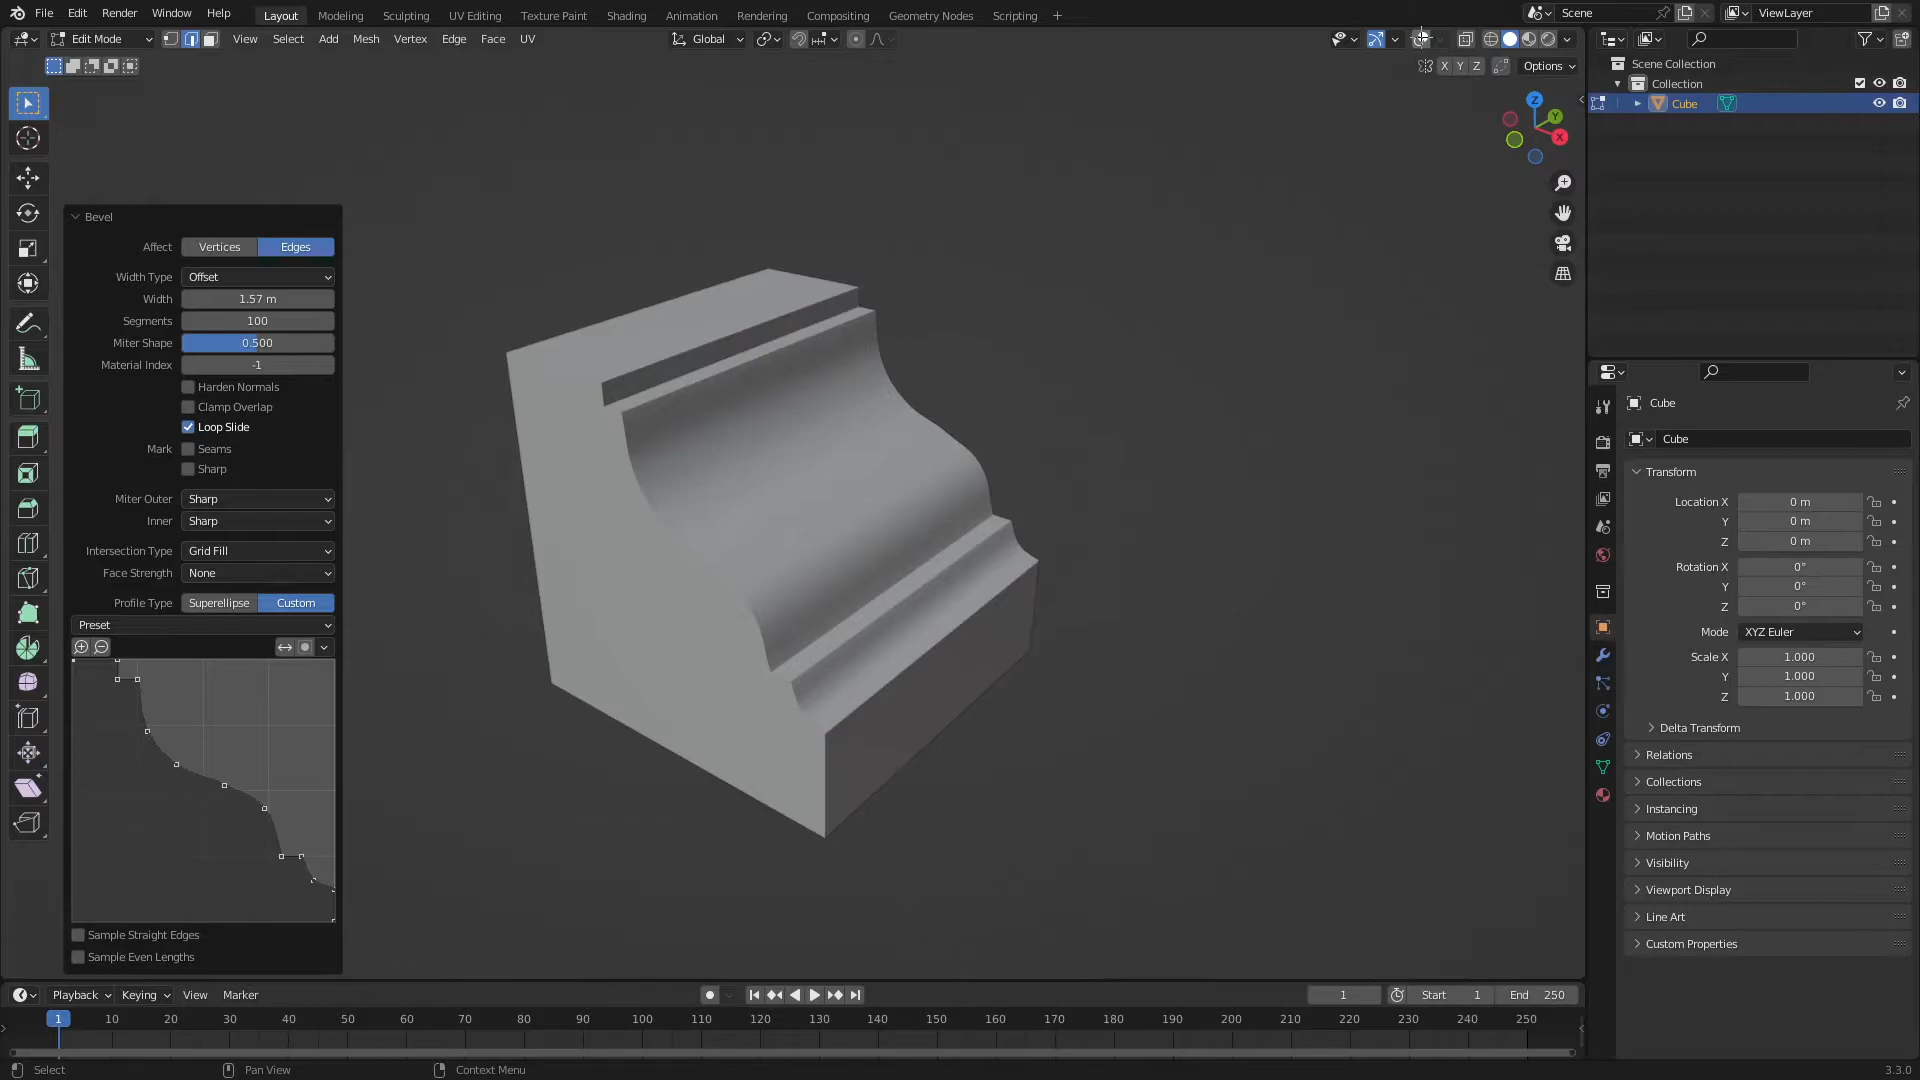 File Edit Render Window Help Layout Modeling Sculpting UV Editing Texture Paint Shading Animation Rendering Compositing Geometry Nodes Scripting + Scene ViewLayer
Edit Mode View Select Add Mesh Vertex Edge Face UV Global
X Y Z Options
Scene Collection
Collection
Cube
Z
Y
X
Bevel
Affect Vertices Edges
Width Type Offset
Width 1.57 m
Segments 100
Miter Shape 0.500
Material Index -1
Harden Normals
Clamp Overlap
Loop Slide
Mark Seams
Sharp
Miter Outer Sharp
Inner Sharp
Intersection Type Grid Fill
Face Strength None
Profile Type Superellipse Custom
Preset
Sample Straight Edges
Sample Even Lengths
Cube
Cube
Transform
Location X 0 m
Y 0 m
Z 0 m
Rotation X 0°
Y 0°
Z 0°
Mode XYZ Euler
Scale X 1.000
Y 1.000
Z 1.000
Delta Transform
Relations
Collections
Instancing
Motion Paths
Visibility
Viewport Display
Line Art
Custom Properties
Playback Keying View Marker 1 Start 1 End 250
1 10 20 30 40 50 60 70 80 90 100 110 120 130 140 150 160 170 180 190 200 210 220 230 240 250
Select Pan View Context Menu 3.3.0